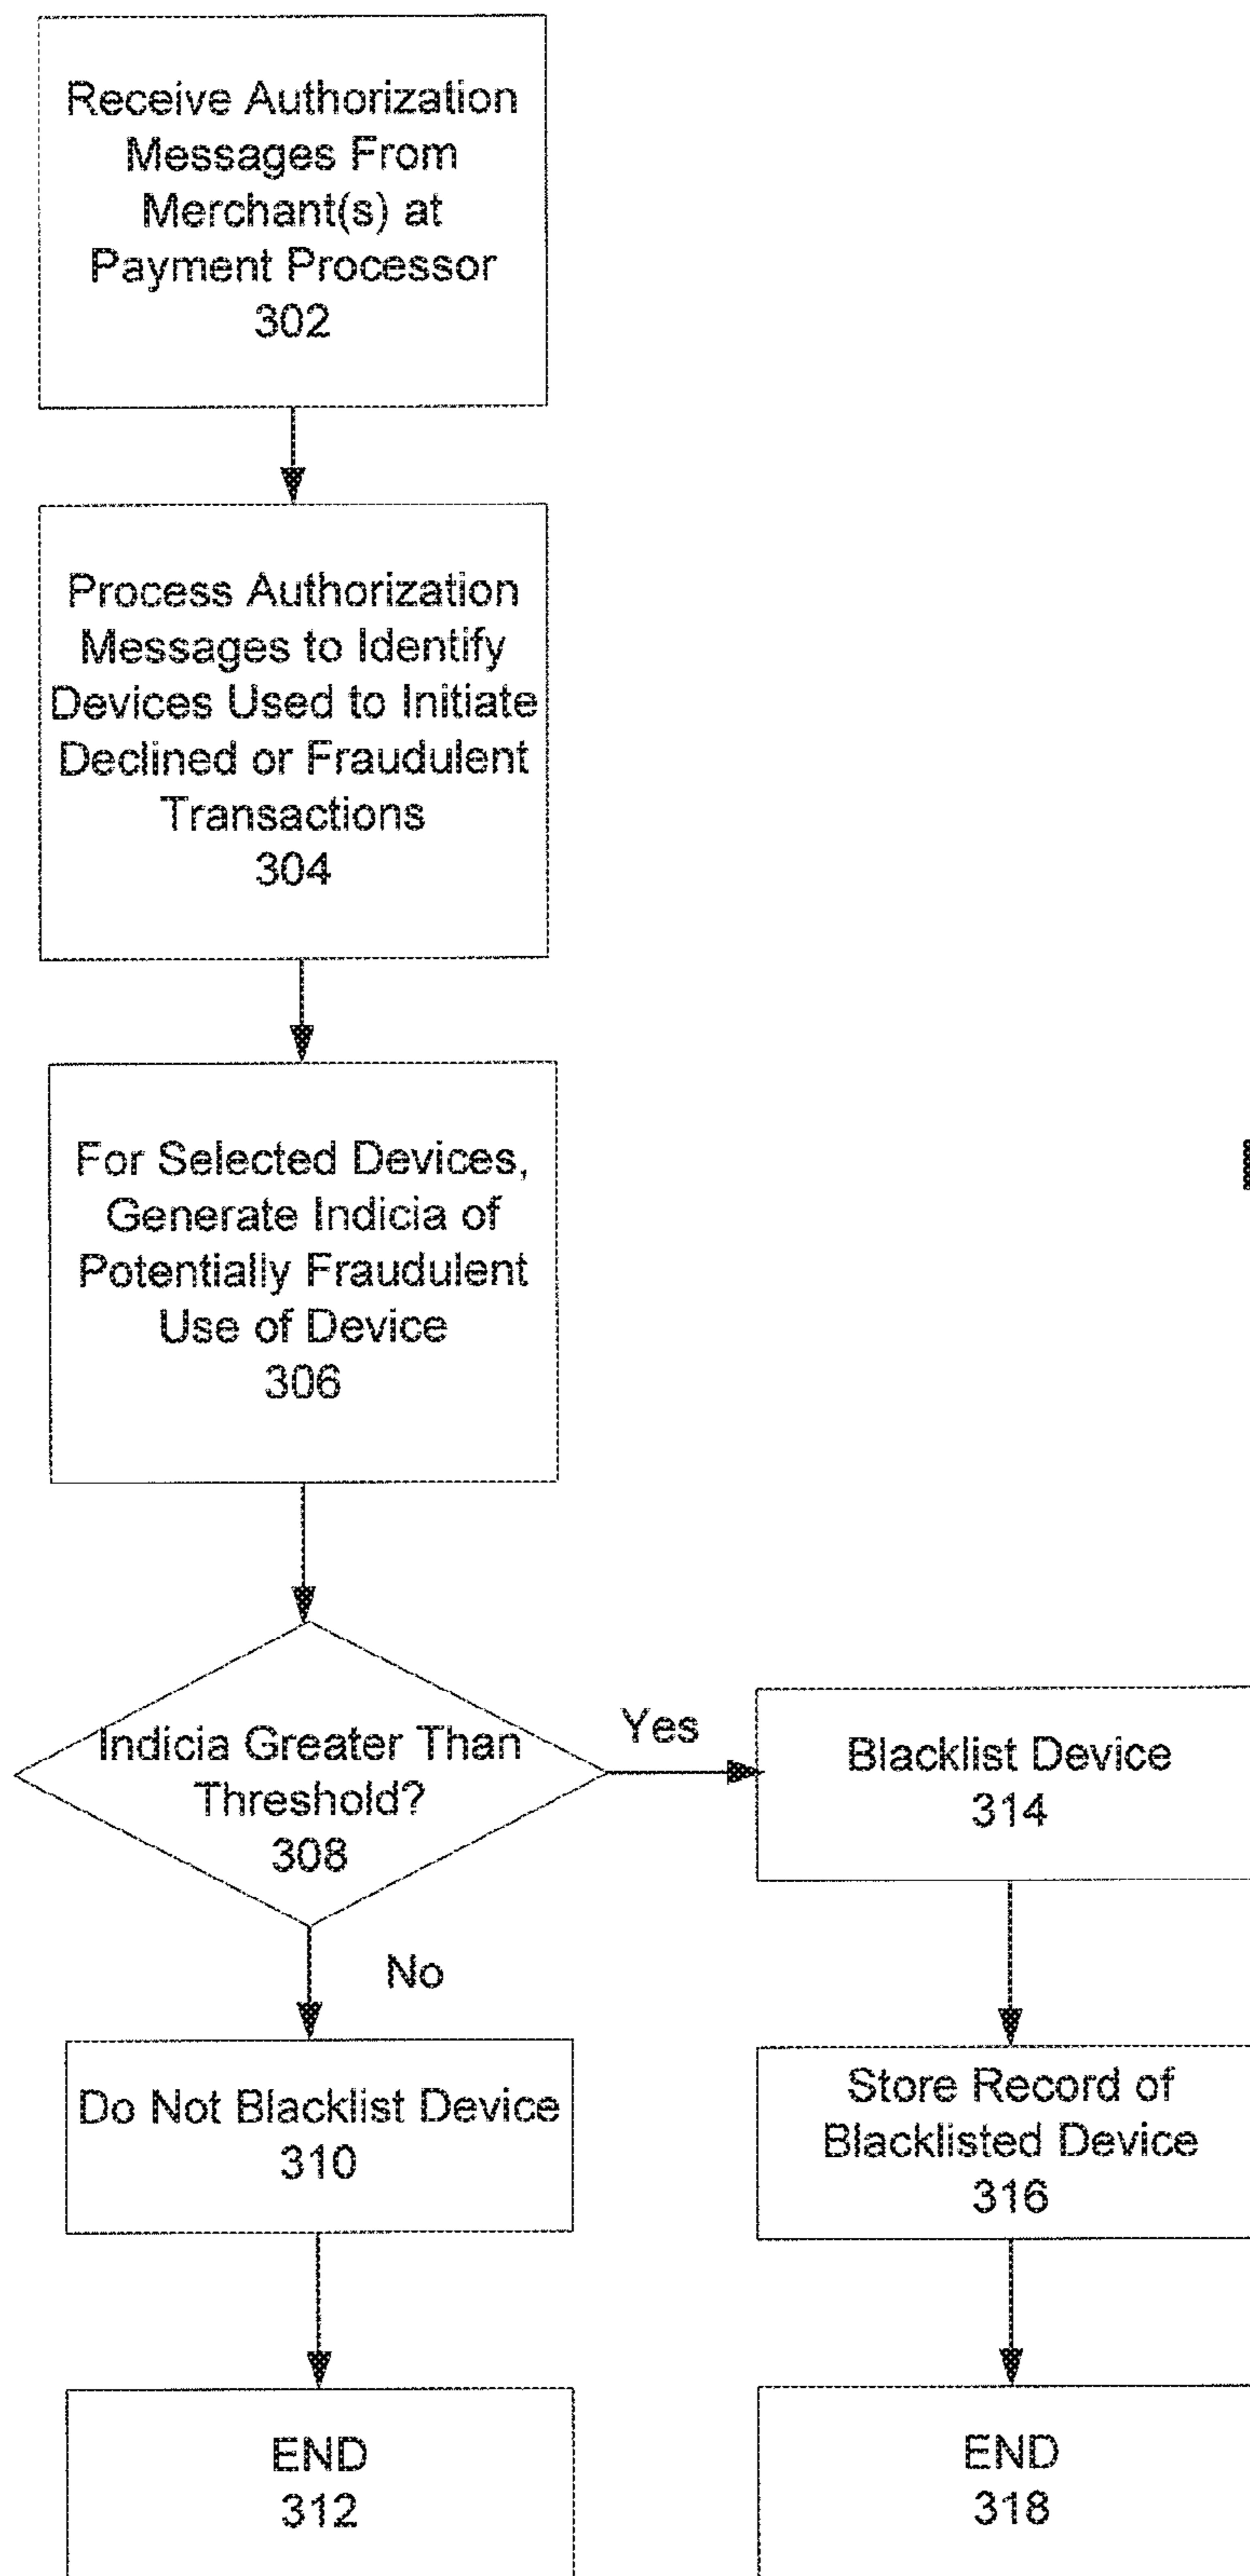 Receive Authorization
Messages From
Merchant(s) at
Payment Processor
302
Process Authorization
Messages to Identify
Devices Used to Initiate
Declined or Fraudulent
Transactions
304
For Selected Devices,
Generate Indicia of
Potentially Fraudulent
Use of Device
306
Indicia Greater Than
Threshold?
308
Yes
No
Blacklist Device
314
Do Not Blacklist Device
310
Store Record of
Blacklisted Device
316
END
312
END
318